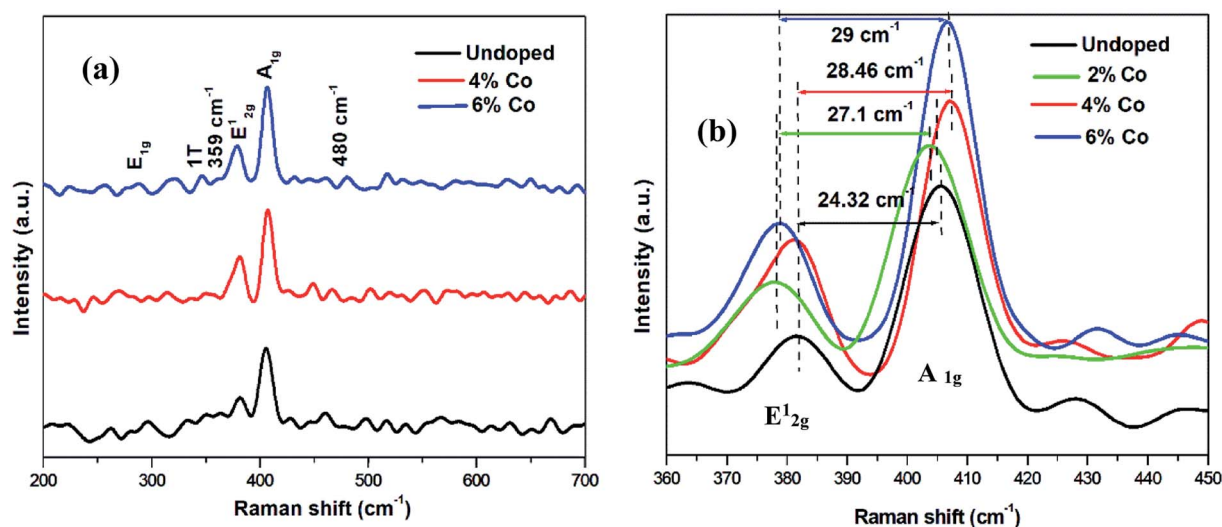 (a)
Undoped
4% Co
6% Co
E1g
1T
359 cm-1
E12g
A1g
480 cm-1
Intensity (a.u.)
200 300 400 500 600 700
Raman shift (cm-1)
(b)
Undoped
2% Co
4% Co
6% Co
29 cm-1
28.46 cm-1
27.1 cm-1
24.32 cm-1
A 1g
E12g
Intensity (a.u.)
360 370 380 390 400 410 420 430 440 450
Raman shift (cm-1)